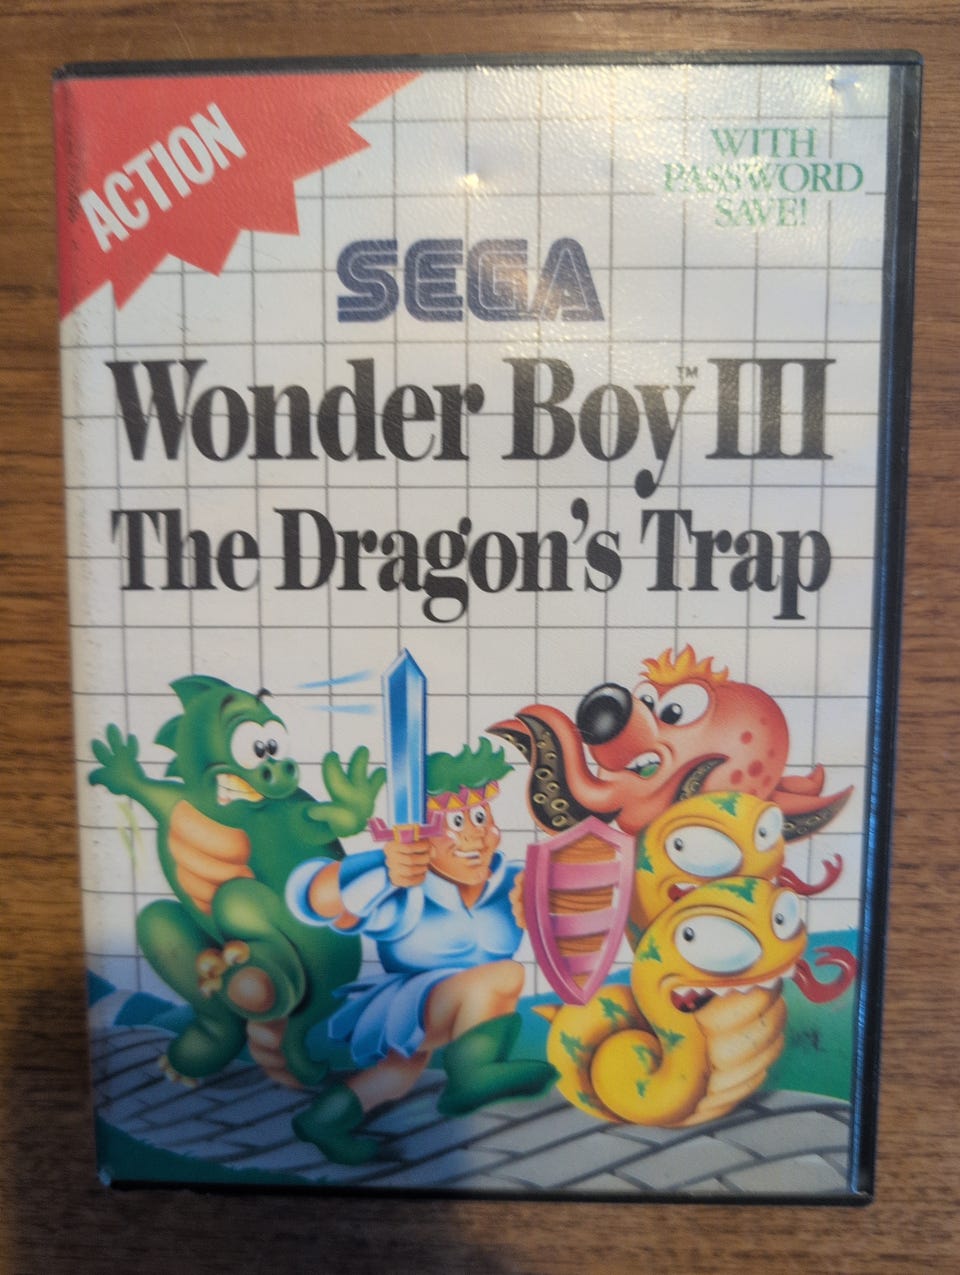 ACTION
WITH
PASSWORD
SAVE!
SEGA
Wonder Boy™ III
The Dragon's Trap